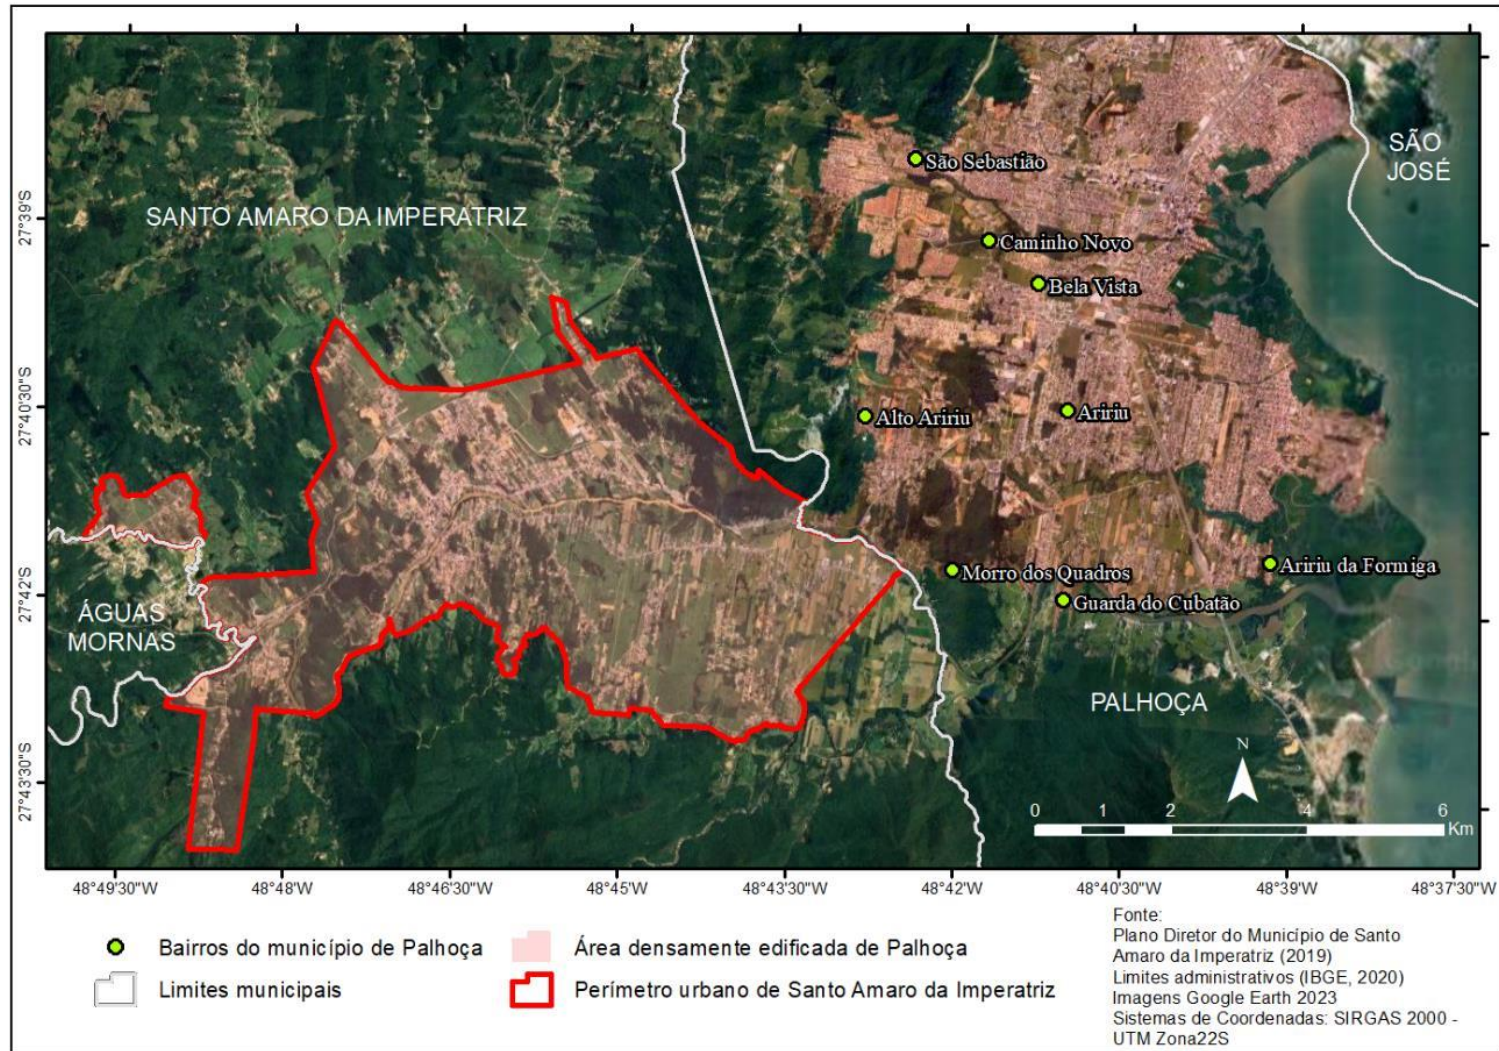 SÃO
JOSÉ
São Sebastião
SANTO AMARO DA IMPERATRIZ
Caminho Novo
Bela Vista
Alto Aririu
Aririu
Morro dos Quadros
Aririu da Formiga
Guarda do Cubatão
ÁGUAS
MORNAS
PALHOÇA
N
0 1 2 4 6
Km
27°39'S
27°40'30"S
27°42'S
27°43'30"S
48°49'30"W 48°48'W 48°46'30"W 48°45'W 48°43'30"W 48°42'W 48°40'30"W 48°39'W 48°37'30"W
Bairros do município de Palhoça
Limites municipais
Área densamente edificada de Palhoça
Perímetro urbano de Santo Amaro da Imperatriz
Fonte:
Plano Diretor do Município de Santo
Amaro da Imperatriz (2019)
Limites administrativos (IBGE, 2020)
Imagens Google Earth 2023
Sistemas de Coordenadas: SIRGAS 2000 -
UTM Zona22S